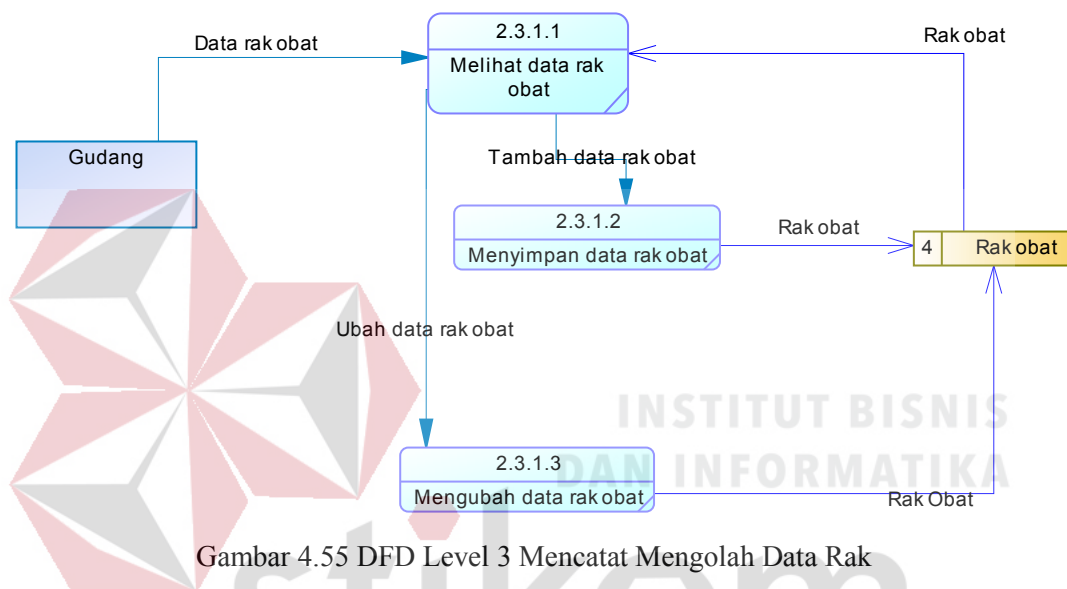 Data rak obat
2.3.1.1
Melihat data rak
obat
Rak obat
Gudang
Tambah data rak obat
2.3.1.2
Menyimpan data rak obat
Rak obat
4 Rak obat
Ubah data rak obat
INSTITUT BISNIS
DAN INFORMATIKA
2.3.1.3
Mengubah data rak obat
Rak Obat
Gambar 4.55 DFD Level 3 Mencatat Mengolah Data Rak
stikom